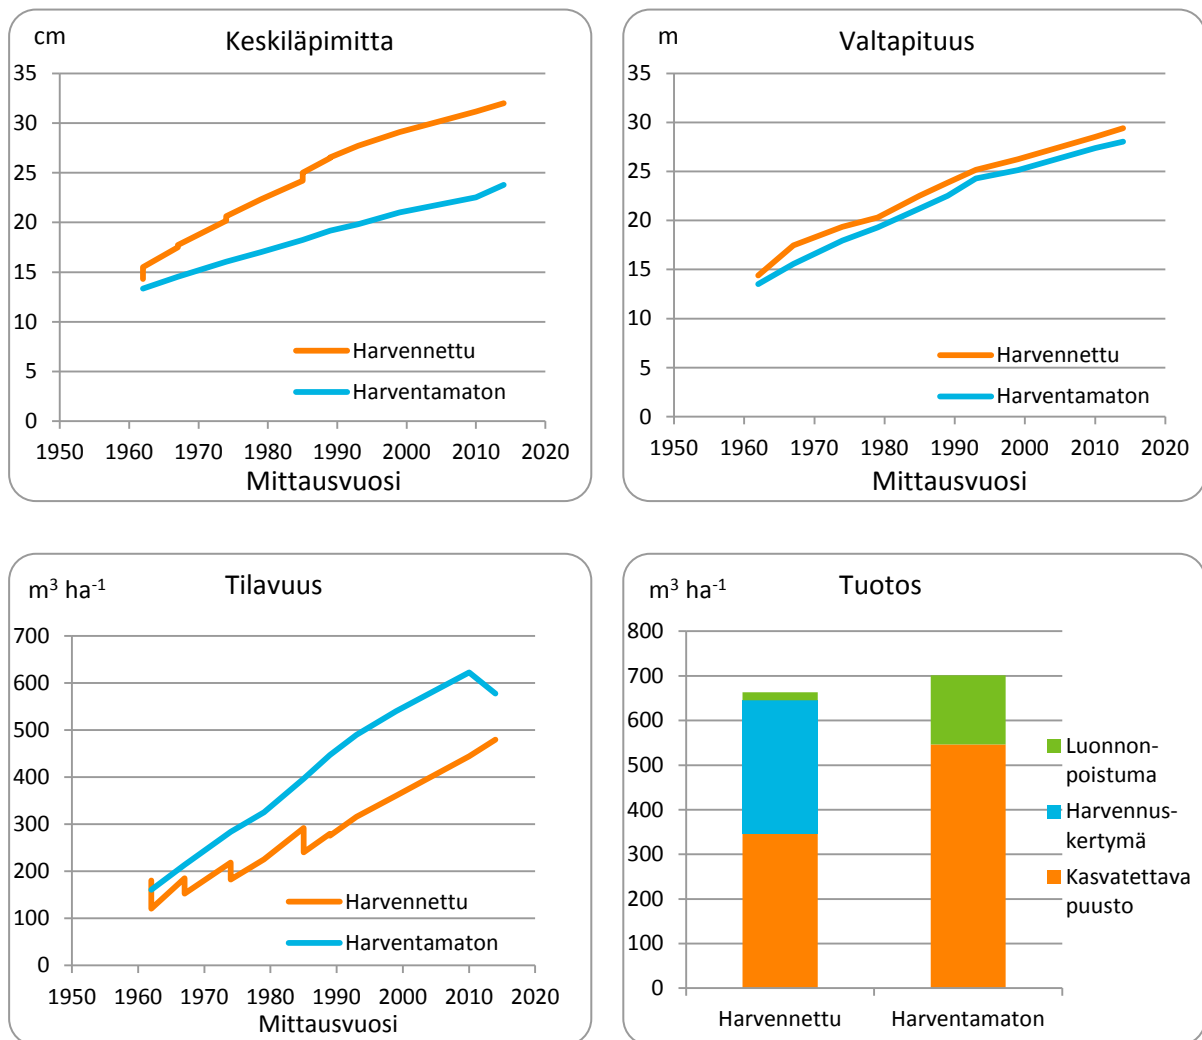 cm
Keskiläpimitta
35
30
25
20
15
10
5
0
Harvennettu
Harventamaton
1950 1960 1970 1980 1990 2000 2010 2020
Mittausvuosi
m
Valtapituus
35
30
25
20
15
10
5
0
Harvennettu
Harventamaton
1950 1960 1970 1980 1990 2000 2010 2020
Mittausvuosi
m³ ha⁻¹
Tilavuus
700
600
500
400
300
200
100
0
Harvennettu
Harventamaton
1950 1960 1970 1980 1990 2000 2010 2020
Mittausvuosi
m³ ha⁻¹
Tuotos
800
700
600
500
400
300
200
100
0
Luonnon-
poistuma
Harvennus-
kertymä
Kasvatettava
puusto
Harvennettu Harventamaton